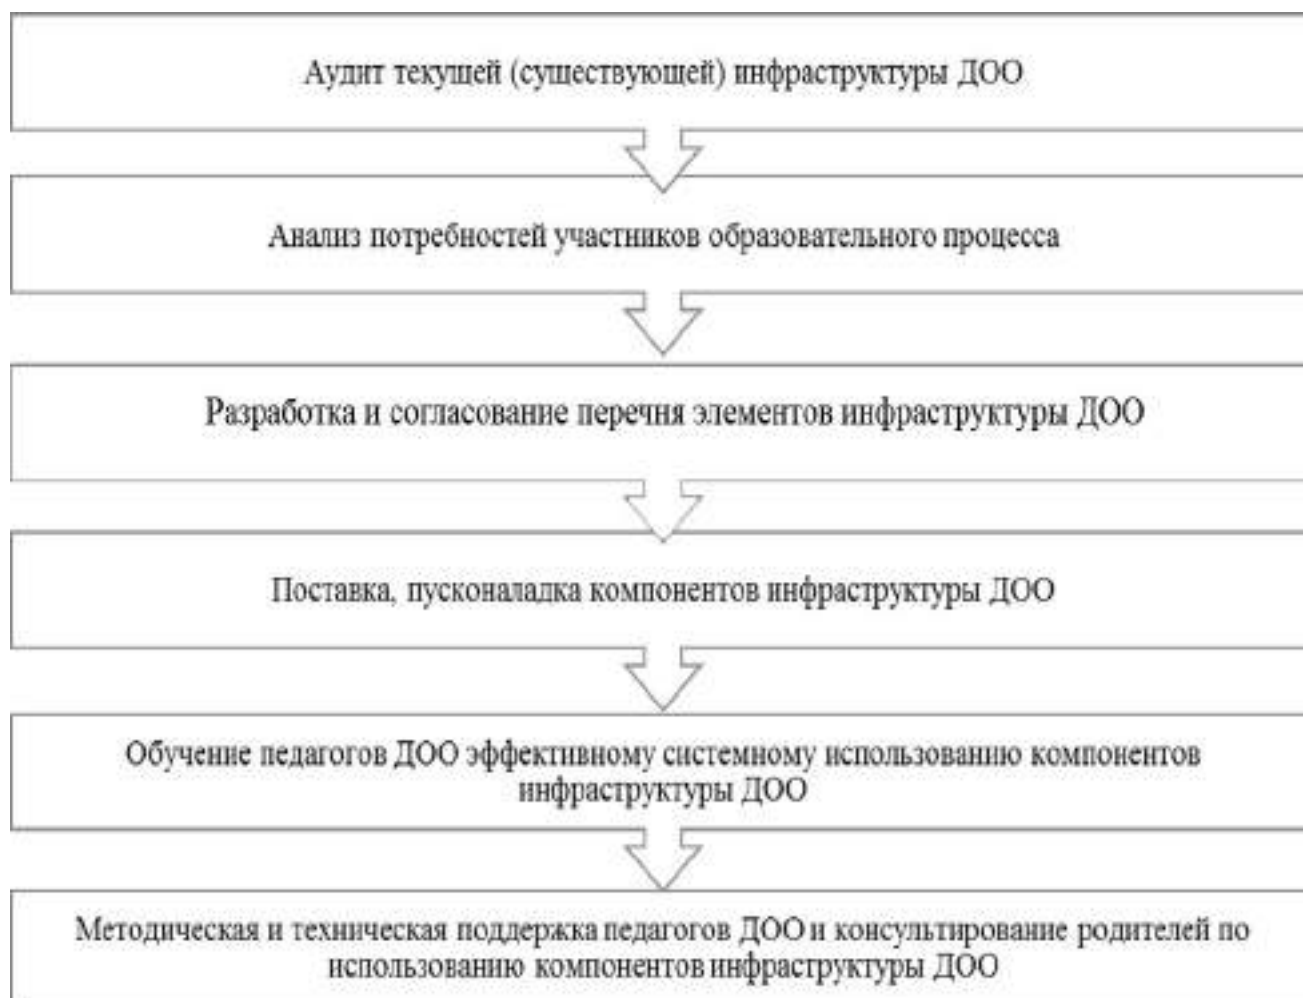 Аудит текущей (существующей) инфраструктуры ДОО
Анализ потребностей участников образовательного процесса
Разработка и согласование перечня элементов инфраструктуры ДОО
Поставка, пусконаладка компонентов инфраструктуры ДОО
Обучение педагогов ДОО эффективному системному использованию компонентов
инфраструктуры ДОО
Методическая и техническая поддержка педагогов ДОО и консультирование родителей по
использованию компонентов инфраструктуры ДОО